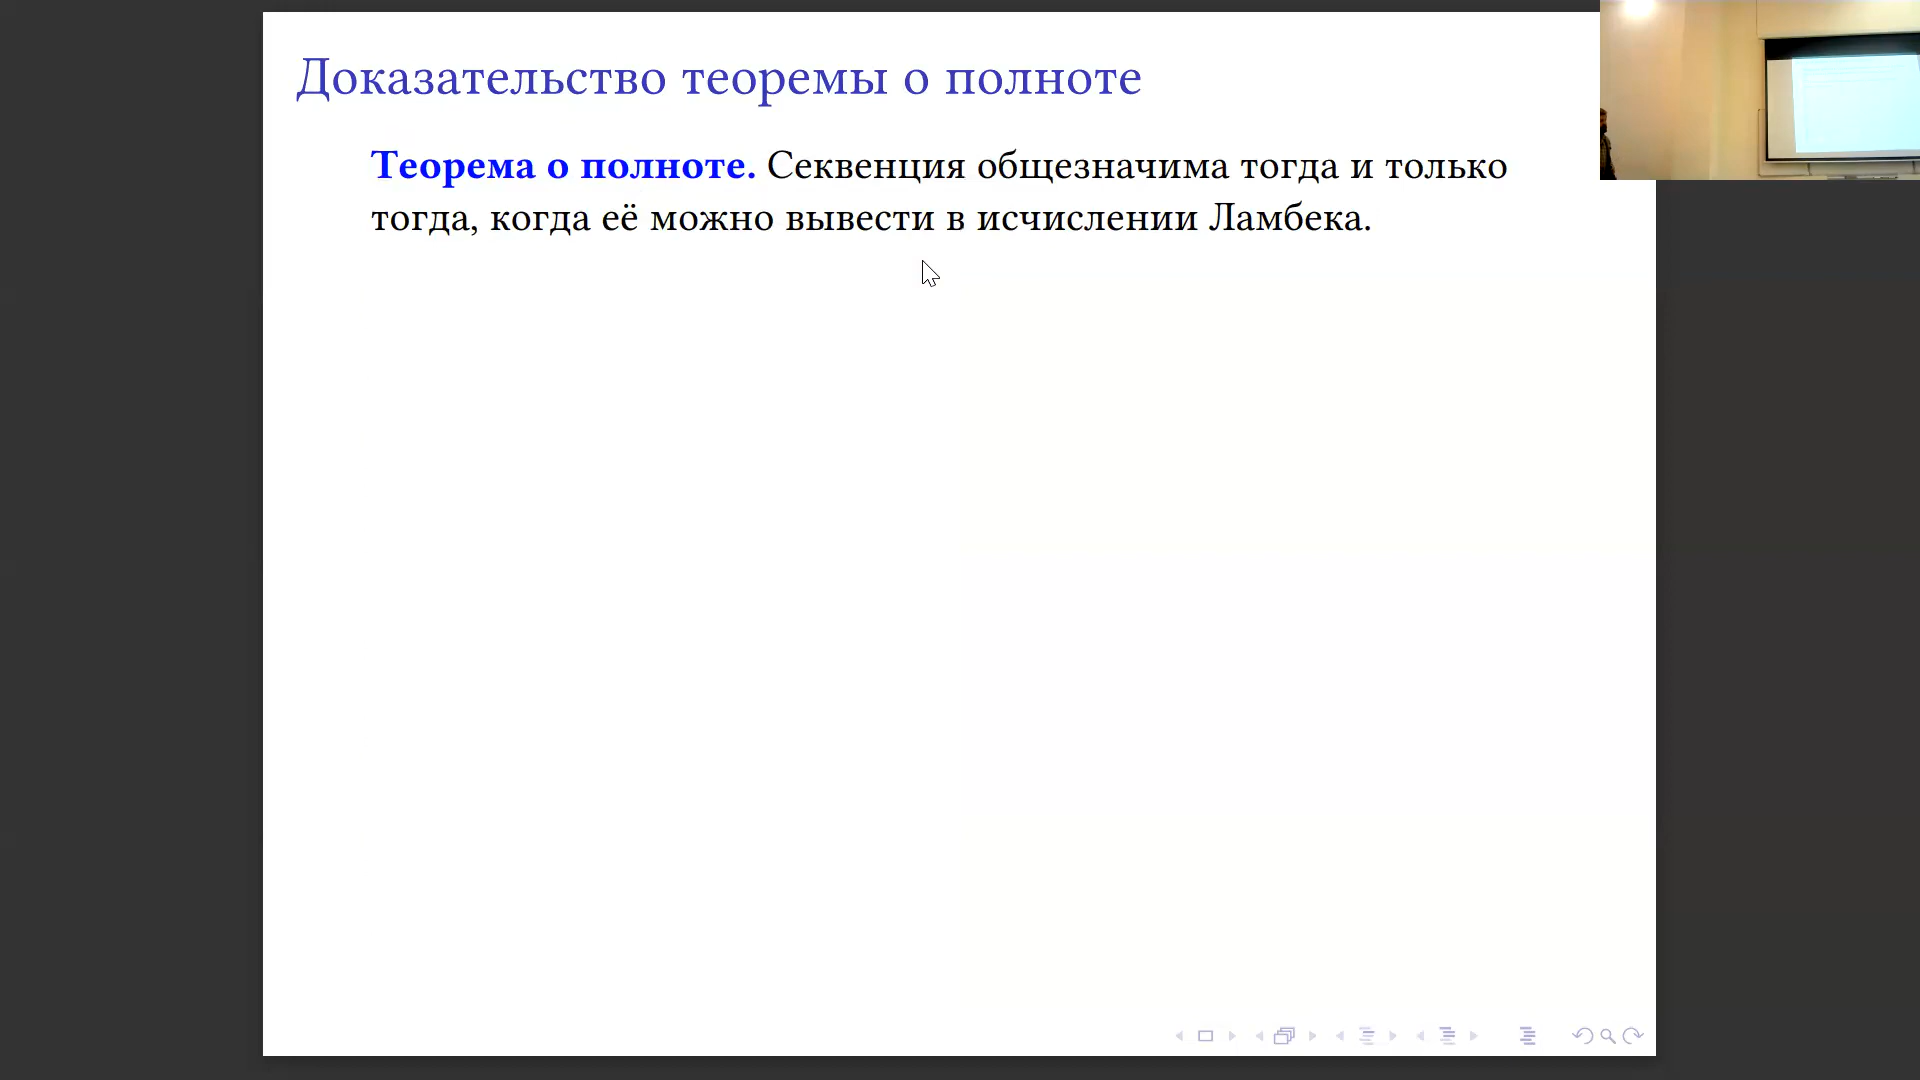 Доказательство теоремы о полноте
Теорема о полноте. Секвенция общезначима тогда и только
тогда, когда её можно вывести в исчислении Ламбека.